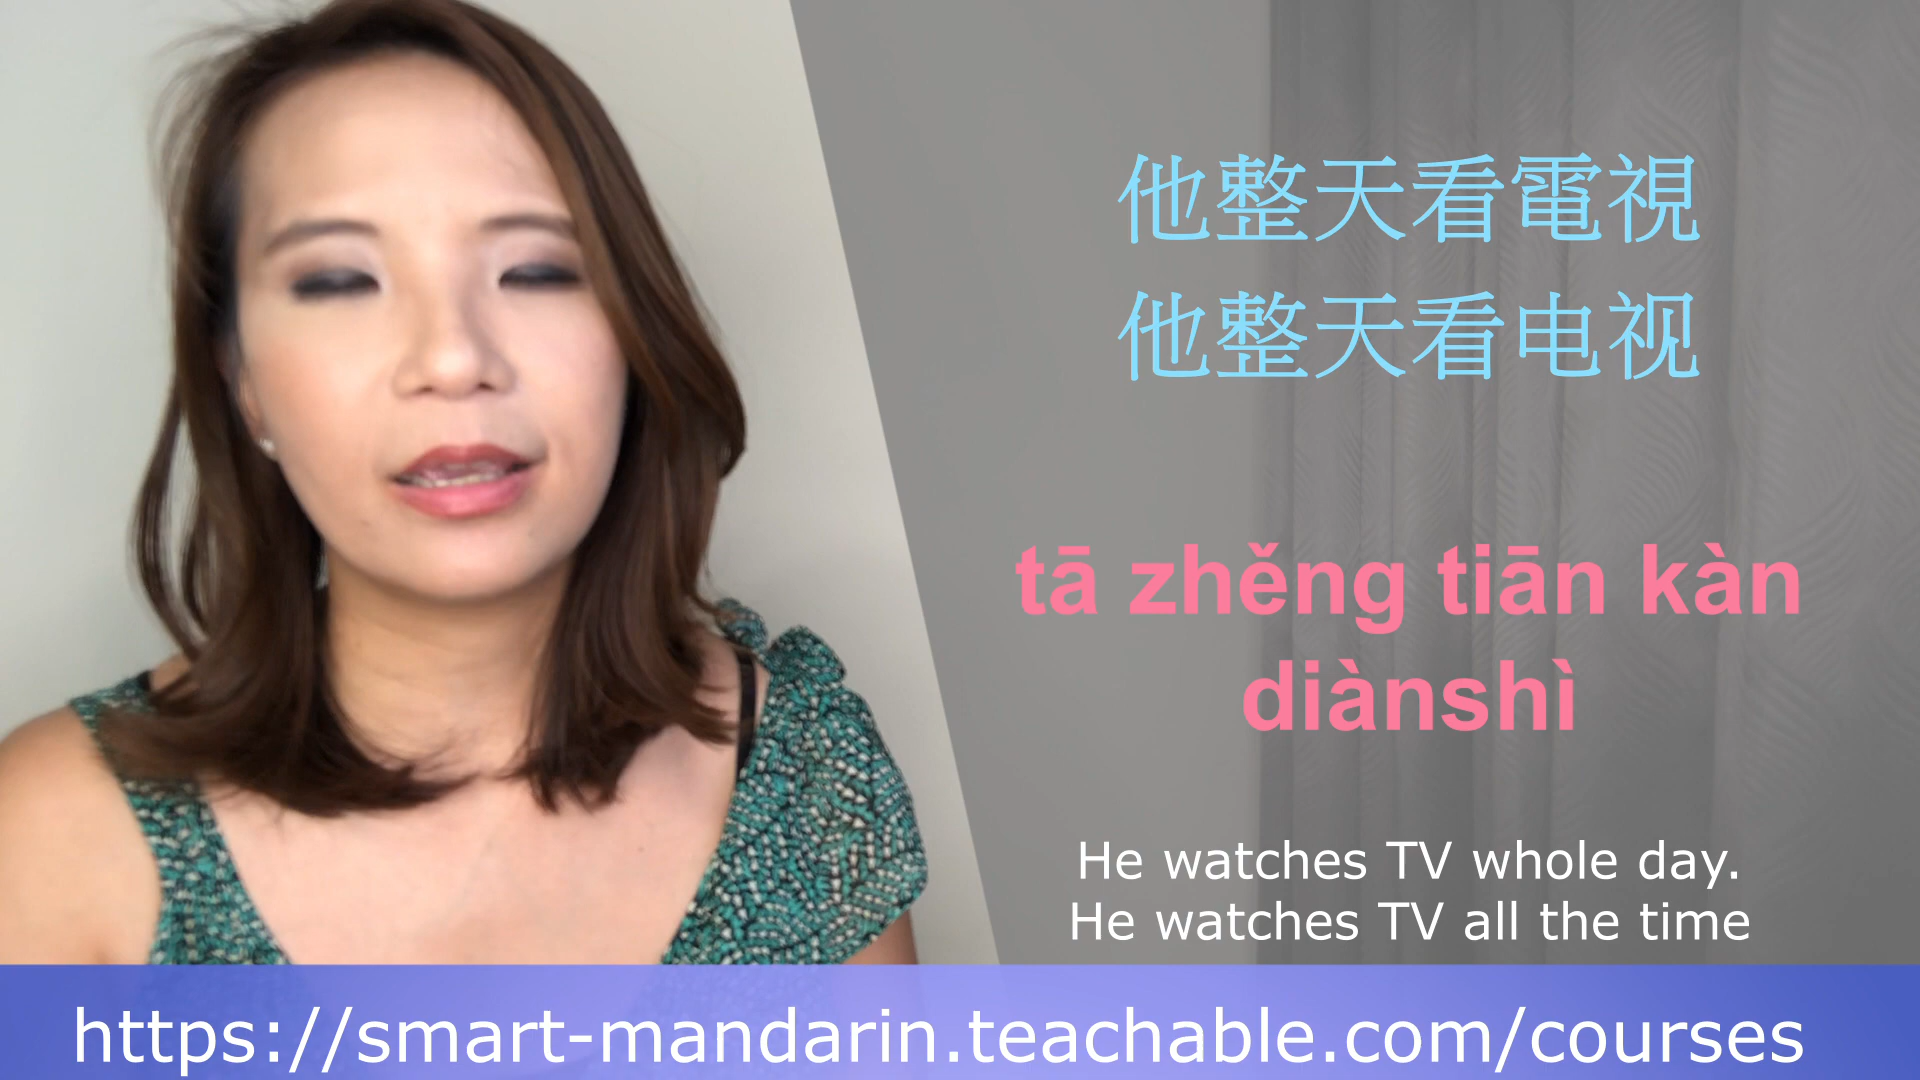 他整天看電視
他整天看电视
tā zhěng tiān kàn
diànshì
He watches TV whole day.
He watches TV all the time
https://smart-mandarin.teachable.com/courses